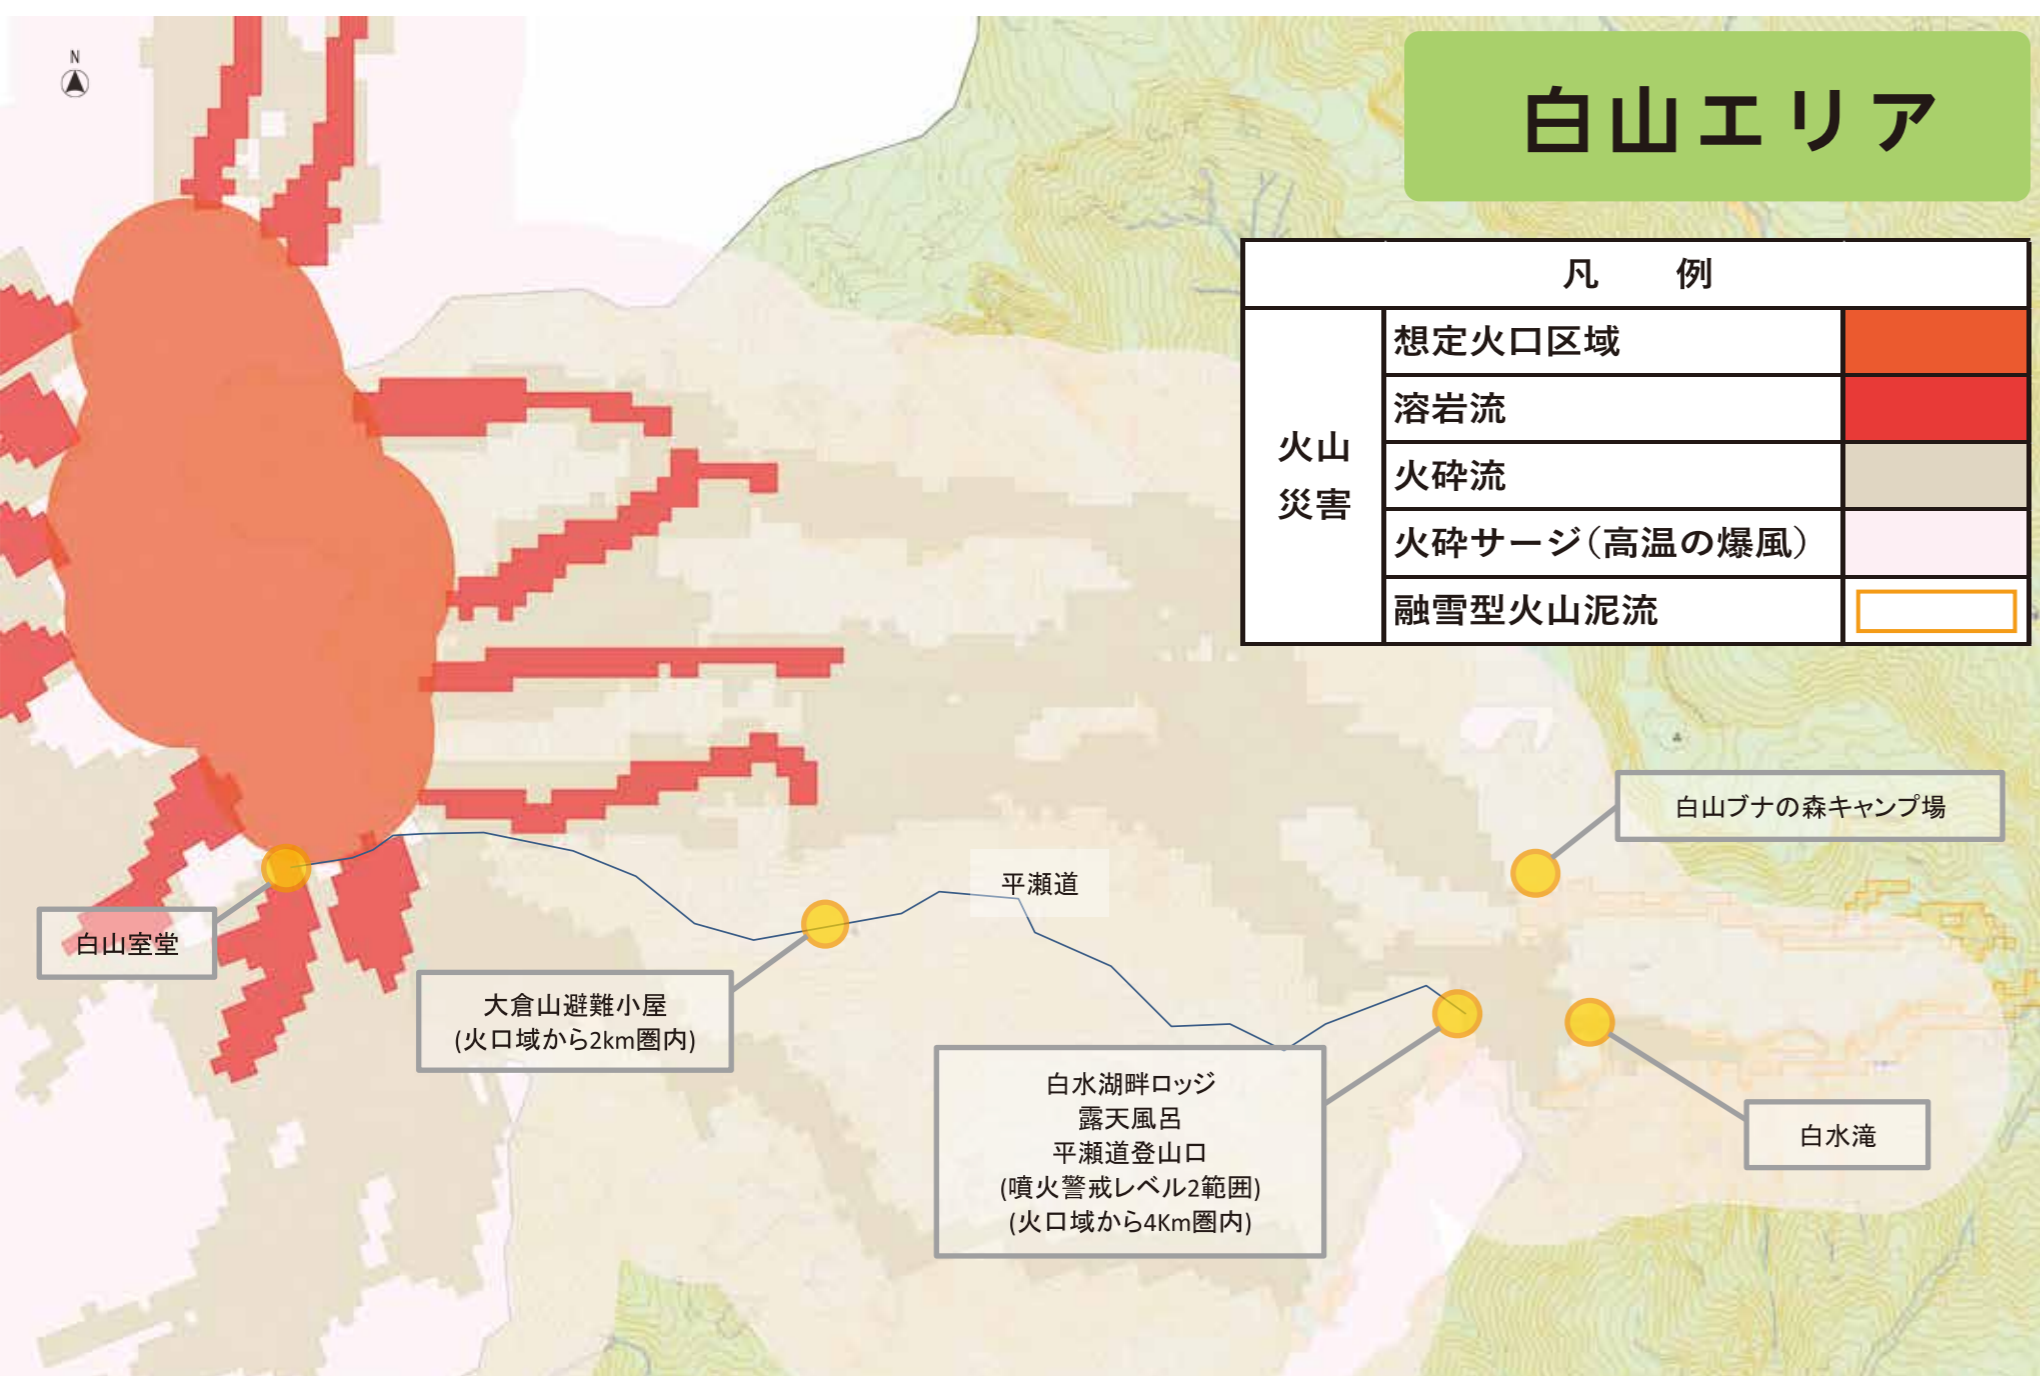 N
白山エリア
凡 例
火山
災害
想定火口区域
溶岩流
火砕流
火砕サージ(高温の爆風)
融雪型火山泥流
白山ブナの森キャンプ場
平瀬道
白山室堂
大倉山避難小屋
(火口域から2km圏内)
白水湖畔ロッジ
露天風呂
平瀬道登山口
(噴火警戒レベル2範囲)
(火口域から4Km圏内)
白水滝